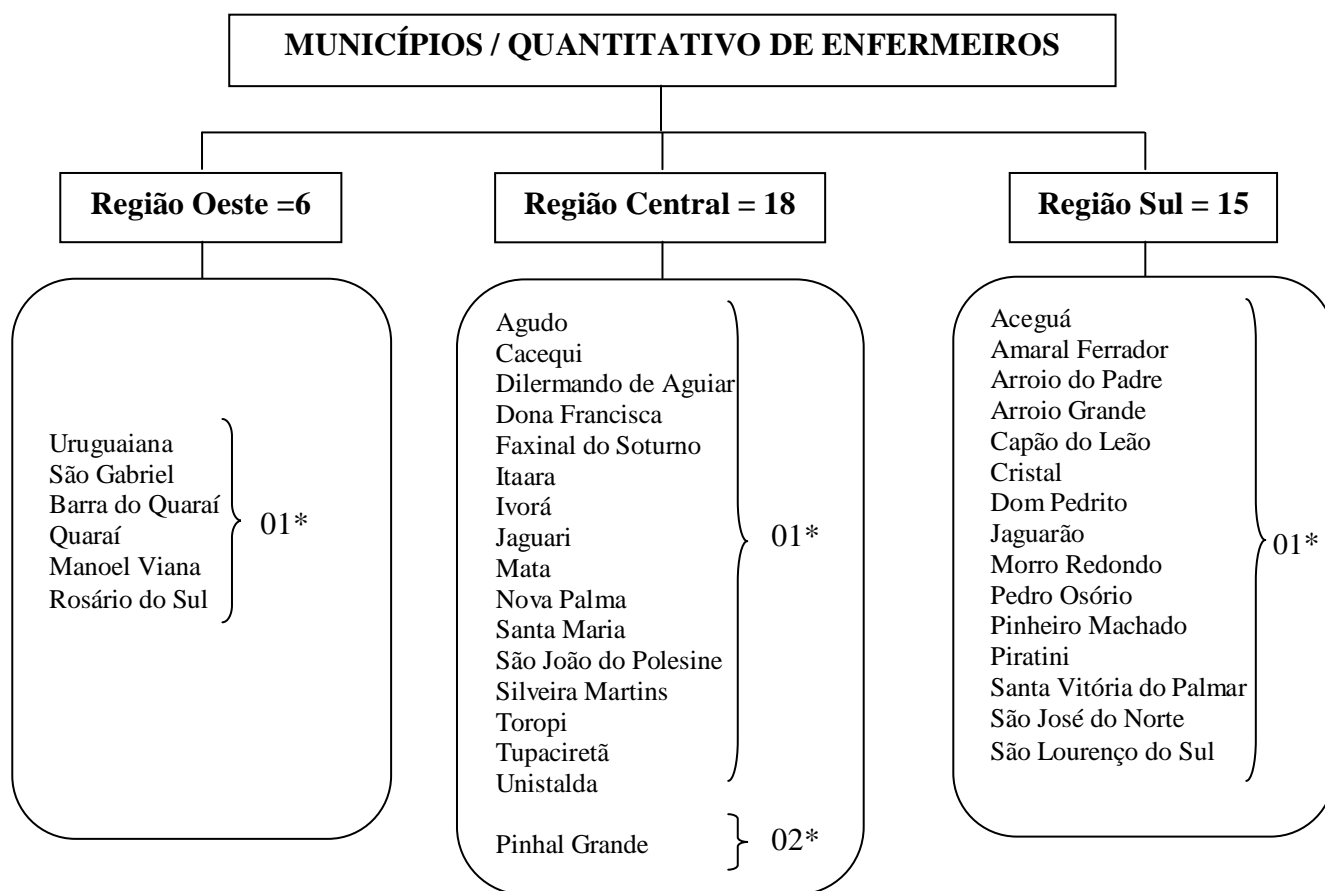 MUNICÍPIOS / QUANTITATIVO DE ENFERMEIROS
Região Oeste =6
Uruguaiana
São Gabriel
Barra do Quaraí
Quaraí
Manoel Viana
Rosário do Sul
01*
Região Central = 18
Agudo
Cacequi
Dilermando de Aguiar
Dona Francisca
Faxinal do Soturno
Itaara
Ivorá
Jaguari
Mata
Nova Palma
Santa Maria
São João do Polesine
Silveira Martins
Toropi
Tupaciretã
Unistalda
01*
Pinhal Grande
02*
Região Sul = 15
Aceguá
Amaral Ferrador
Arroio do Padre
Arroio Grande
Capão do Leão
Cristal
Dom Pedrito
Jaguarão
Morro Redondo
Pedro Osório
Pinheiro Machado
Piratini
Santa Vitória do Palmar
São José do Norte
São Lourenço do Sul
01*